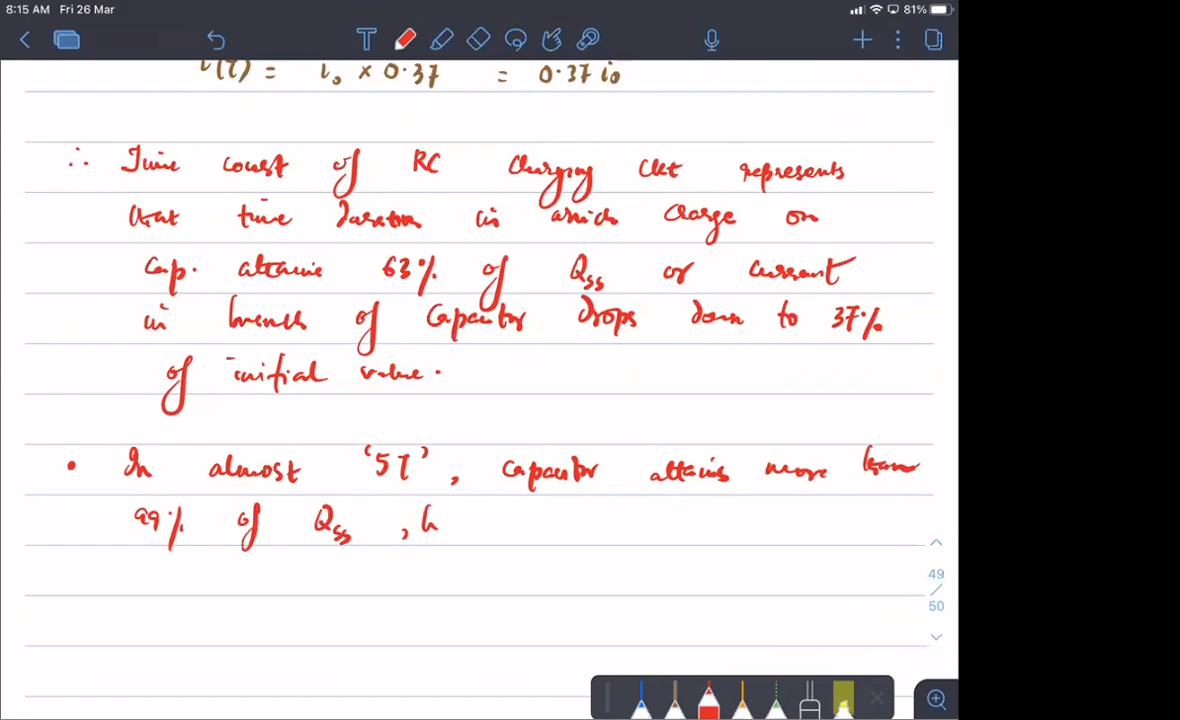 8:15 AM Fri 26 Mar 81%
i(τ) = i₀ × 0.37 = 0.37 i₀
∴ Time const of RC charging ckt represents
that time duration in which charge on
cap. attains 63% of Qss or current
in branch of capacitor drops down to 37%
of initial value.
• In almost '5τ', capacitor attains more than
99% of Qss, h
49
/
50